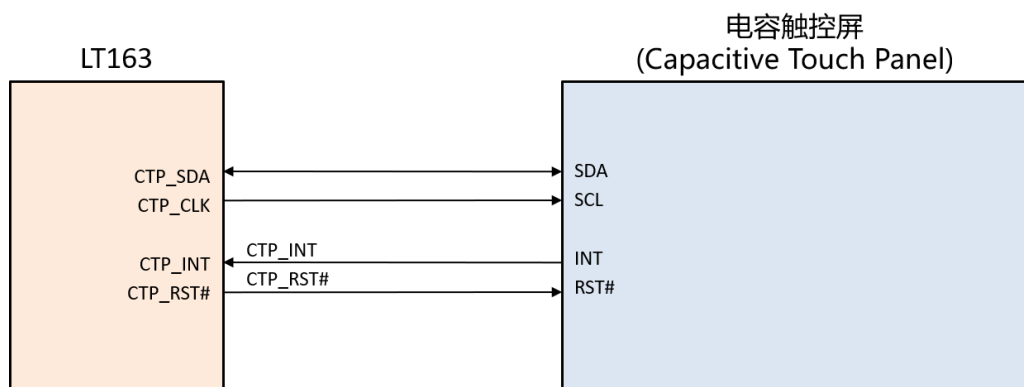 LT163
电容触控屏
(Capacitive Touch Panel)
CTP_SDA
CTP_CLK
CTP_INT
CTP_RST#
CTP_INT
CTP_RST#
SDA
SCL
INT
RST#